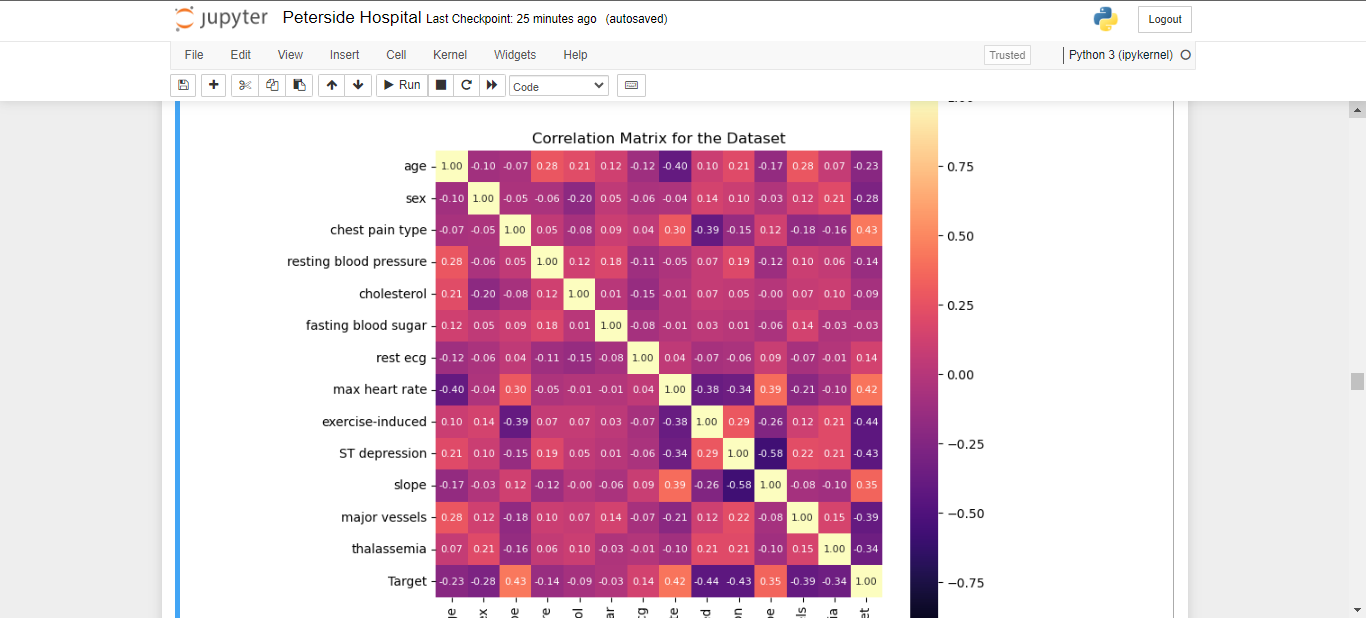 jupyter Peterside Hospital Last Checkpoint: 25 minutes ago (autosaved) Logout
File Edit View Insert Cell Kernel Widgets Help Trusted Python 3 (ipykernel)
Run Code
Correlation Matrix for the Dataset
age 1.00 -0.10 -0.07 0.28 0.21 0.12 -0.12 -0.40 0.10 0.21 -0.17 0.28 0.07 -0.23
sex -0.10 1.00 -0.05 -0.06 -0.20 0.05 -0.06 -0.04 0.14 0.10 -0.03 0.12 0.21 -0.28
chest pain type -0.07 -0.05 1.00 0.05 -0.08 0.09 0.04 0.30 -0.39 -0.15 0.12 -0.18 -0.16 0.43
resting blood pressure 0.28 -0.06 0.05 1.00 0.12 0.18 -0.11 -0.05 0.07 0.19 -0.12 0.10 0.06 -0.14
cholesterol 0.21 -0.20 -0.08 0.12 1.00 0.01 -0.15 -0.01 0.07 0.05 -0.00 0.07 0.10 -0.09
fasting blood sugar 0.12 0.05 0.09 0.18 0.01 1.00 -0.08 -0.01 0.03 0.01 -0.06 0.14 -0.03 -0.03
rest ecg -0.12 -0.06 0.04 -0.11 -0.15 -0.08 1.00 0.04 -0.07 -0.06 0.09 -0.07 -0.01 0.14
max heart rate -0.40 -0.04 0.30 -0.05 -0.01 -0.01 0.04 1.00 -0.38 -0.34 0.39 -0.21 -0.10 0.42
exercise-induced 0.10 0.14 -0.39 0.07 0.07 0.03 -0.07 -0.38 1.00 0.29 -0.26 0.12 0.21 -0.44
ST depression 0.21 0.10 -0.15 0.19 0.05 0.01 -0.06 -0.34 0.29 1.00 -0.58 0.22 0.21 -0.43
slope -0.17 -0.03 0.12 -0.12 -0.00 -0.06 0.09 0.39 -0.26 -0.58 1.00 -0.08 -0.10 0.35
major vessels 0.28 0.12 -0.18 0.10 0.07 0.14 -0.07 -0.21 0.12 0.22 -0.08 1.00 0.15 -0.39
thalassemia 0.07 0.21 -0.16 0.06 0.10 -0.03 -0.01 -0.10 0.21 0.21 -0.10 0.15 1.00 -0.34
Target -0.23 -0.28 0.43 -0.14 -0.09 -0.03 0.14 0.42 -0.44 -0.43 0.35 -0.39 -0.34 1.00
ge ex pe re ol ar cg te ed on pe ls ia et
0.75
0.50
0.25
0.00
−0.25
−0.50
−0.75